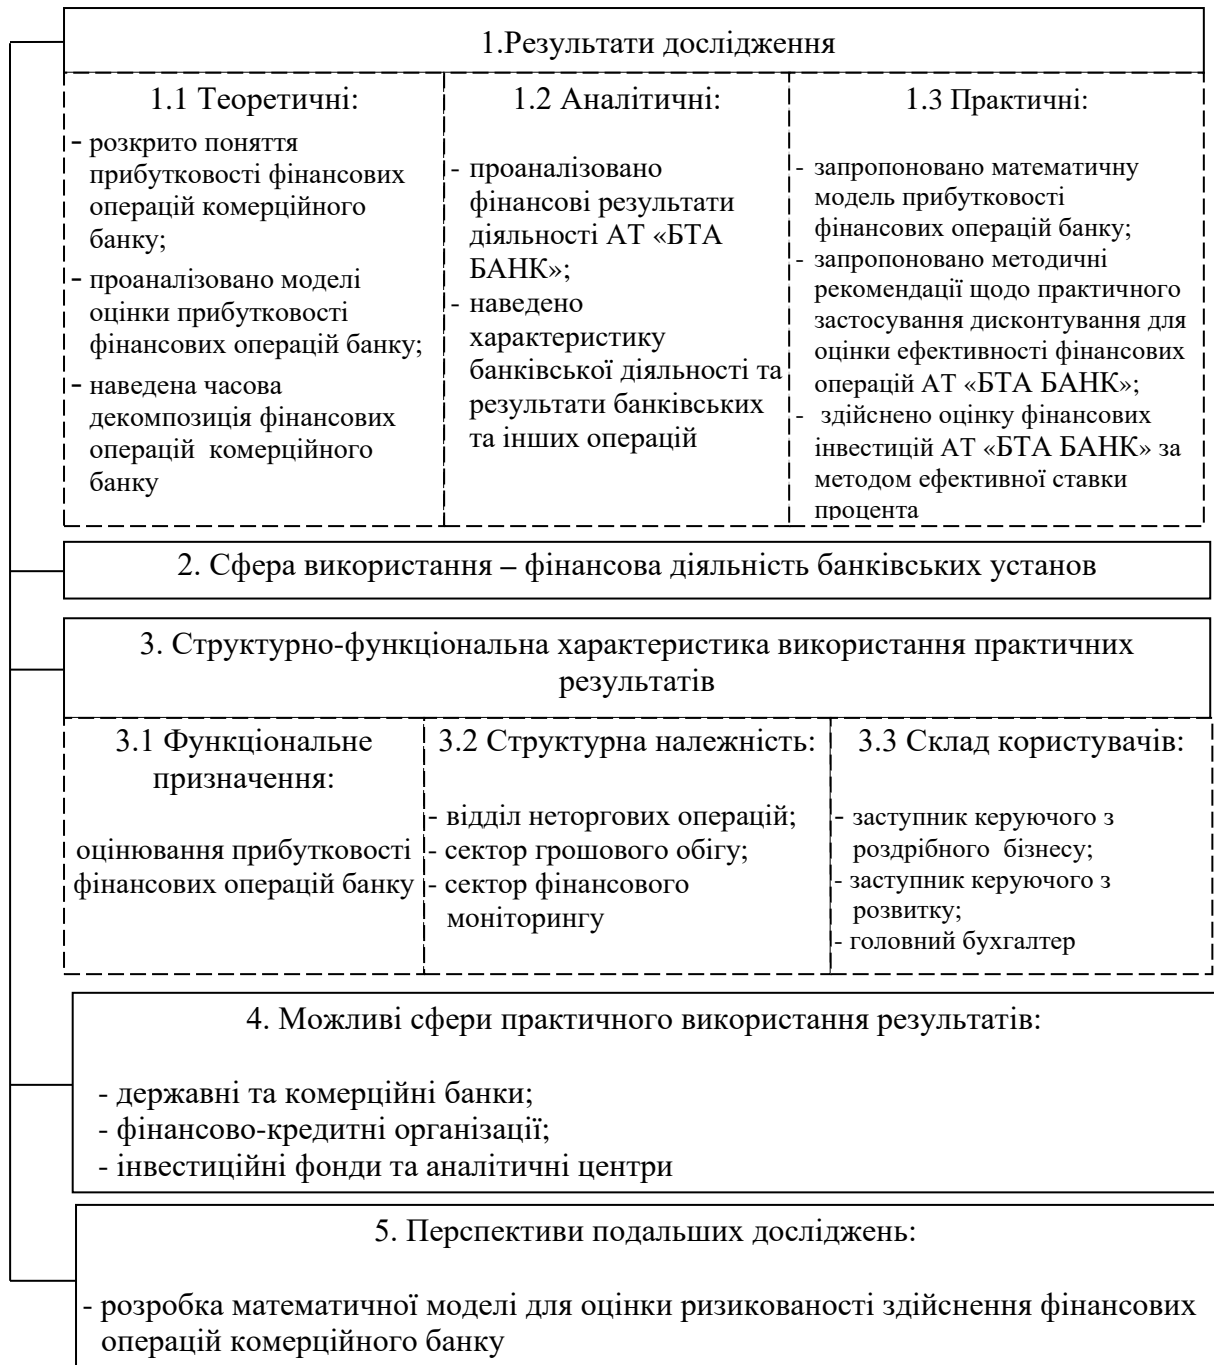 1.Результати дослідження
1.1 Теоретичні:
- розкрито поняття
прибутковості фінансових
операцій комерційного
банку;
- проаналізовано моделі
оцінки прибутковості
фінансових операцій банку;
- наведена часова
декомпозиція фінансових
операцій комерційного
банку
1.2 Аналітичні:
- проаналізовано
фінансові результати
діяльності АТ «БТА
БАНК»;
- наведено
характеристику
банківської діяльності та
результати банківських
та інших операцій
1.3 Практичні:
- запропоновано математичну
модель прибутковості
фінансових операцій банку;
- запропоновано методичні
рекомендації щодо практичного
застосування дисконтування для
оцінки ефективності фінансових
операцій АТ «БТА БАНК»;
- здійснено оцінку фінансових
інвестицій АТ «БТА БАНК» за
методом ефективної ставки
процента
2. Сфера використання – фінансова діяльність банківських установ
3. Структурно-функціональна характеристика використання практичних
результатів
3.1 Функціональне
призначення:
оцінювання прибутковості
фінансових операцій банку
3.2 Структурна належність:
- відділ неторгових операцій;
- сектор грошового обігу;
- сектор фінансового
моніторингу
3.3 Склад користувачів:
- заступник керуючого з
роздрібного бізнесу;
- заступник керуючого з
розвитку;
- головний бухгалтер
4. Можливі сфери практичного використання результатів:
- державні та комерційні банки;
- фінансово-кредитні організації;
- інвестиційні фонди та аналітичні центри
5. Перспективи подальших досліджень:
- розробка математичної моделі для оцінки ризикованості здійснення фінансових
операцій комерційного банку